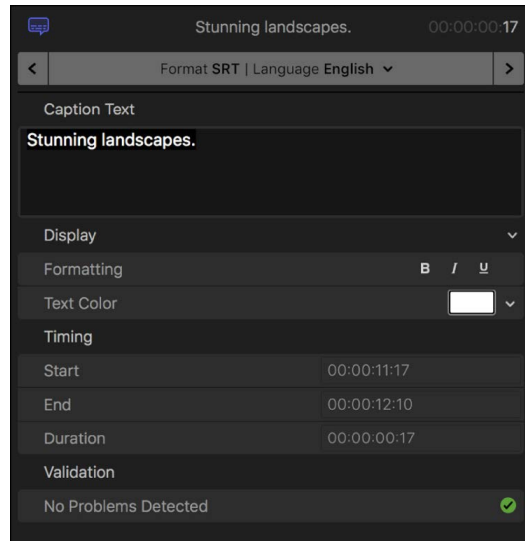 Stunning landscapes. 00:00:00:17
Format SRT | Language English
Caption Text
Stunning landscapes.
Display
Formatting B I U
Text Color
Timing
Start 00:00:11:17
End 00:00:12:10
Duration 00:00:00:17
Validation
No Problems Detected